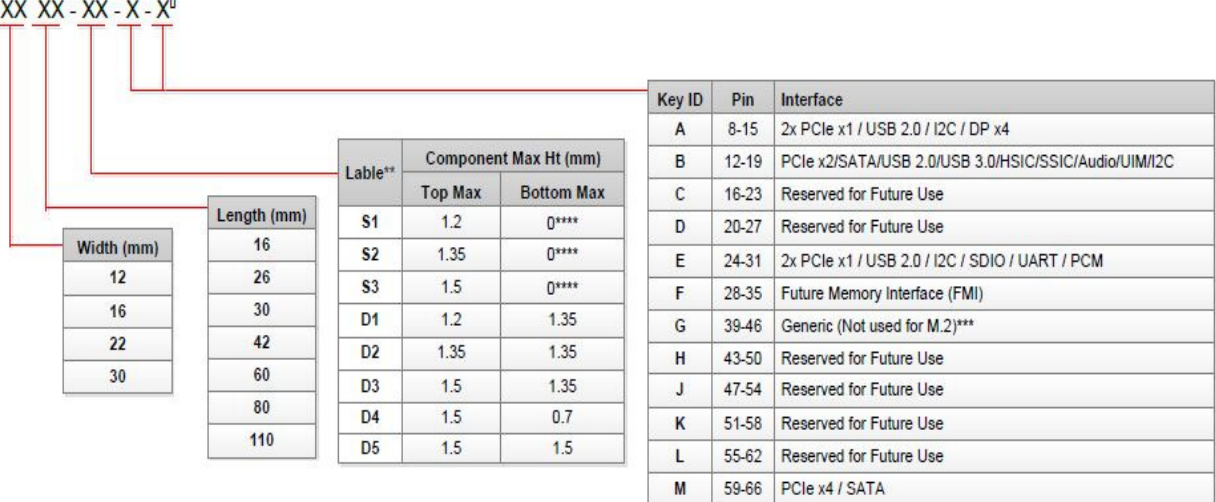 XX XX - XX - X - X
Key ID Pin Interface
A 8-15 2x PCIe x1 / USB 2.0 / I2C / DP x4
B 12-19 PCIe x2/SATA/USB 2.0/USB 3.0/HSIC/SSIC/Audio/UIM/I2C
C 16-23 Reserved for Future Use
D 20-27 Reserved for Future Use
E 24-31 2x PCIe x1 / USB 2.0 / I2C / SDIO / UART / PCM
F 28-35 Future Memory Interface (FMI)
G 39-46 Generic (Not used for M.2)***
H 43-50 Reserved for Future Use
J 47-54 Reserved for Future Use
K 51-58 Reserved for Future Use
L 55-62 Reserved for Future Use
M 59-66 PCIe x4 / SATA
Lable** Component Max Ht (mm)
Top Max Bottom Max
S1 1.2 0****
S2 1.35 0****
S3 1.5 0****
D1 1.2 1.35
D2 1.35 1.35
D3 1.5 1.35
D4 1.5 0.7
D5 1.5 1.5
Length (mm)
16
26
30
42
60
80
110
Width (mm)
12
16
22
30